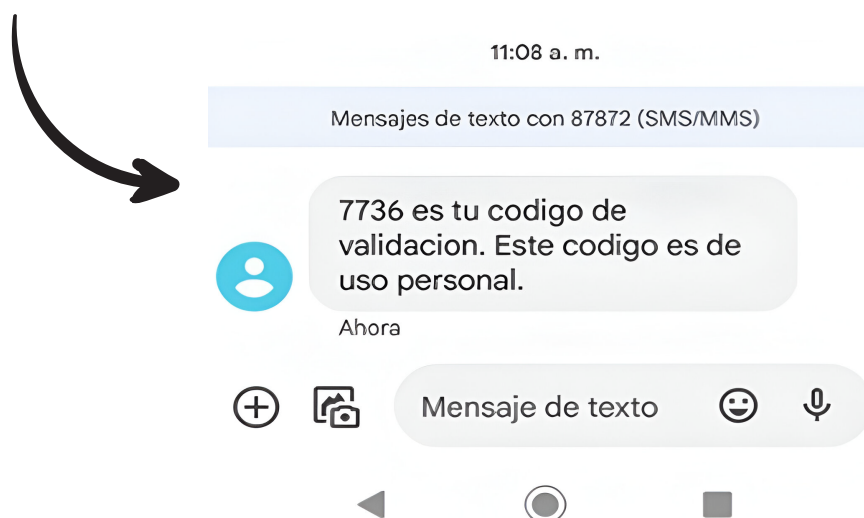 11:08 a. m.
Mensajes de texto con 87872 (SMS/MMS)
7736 es tu codigo de
validacion. Este codigo es de
uso personal.
Ahora
Mensaje de texto